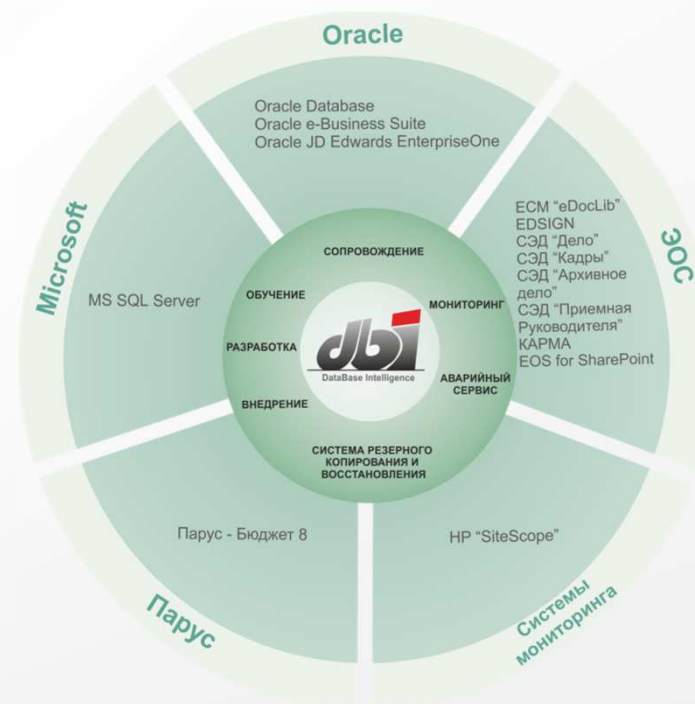 Oracle
Oracle Database
Oracle e-Business Suite
Oracle JD Edwards EnterpriseOne
Microsoft
MS SQL Server
ЭОС
ECM “eDocLib”
EDSIGN
СЭД “Дело”
СЭД “Кадры”
СЭД “Архивное
дело”
СЭД “Приемная
Руководителя”
КАРМА
EOS for SharePoint
СОПРОВОЖДЕНИЕ
ОБУЧЕНИЕ
МОНИТОРИНГ
РАЗРАБОТКА
dbi
DataBase Intelligence
АВАРИЙНЫЙ
СЕРВИС
ВНЕДРЕНИЕ
СИСТЕМА РЕЗЕРНОГО
КОПИРОВАНИЯ И
ВОССТАНОВЛЕНИЯ
Парус - Бюджет 8
Парус
HP “SiteScope”
Системы
мониторинга